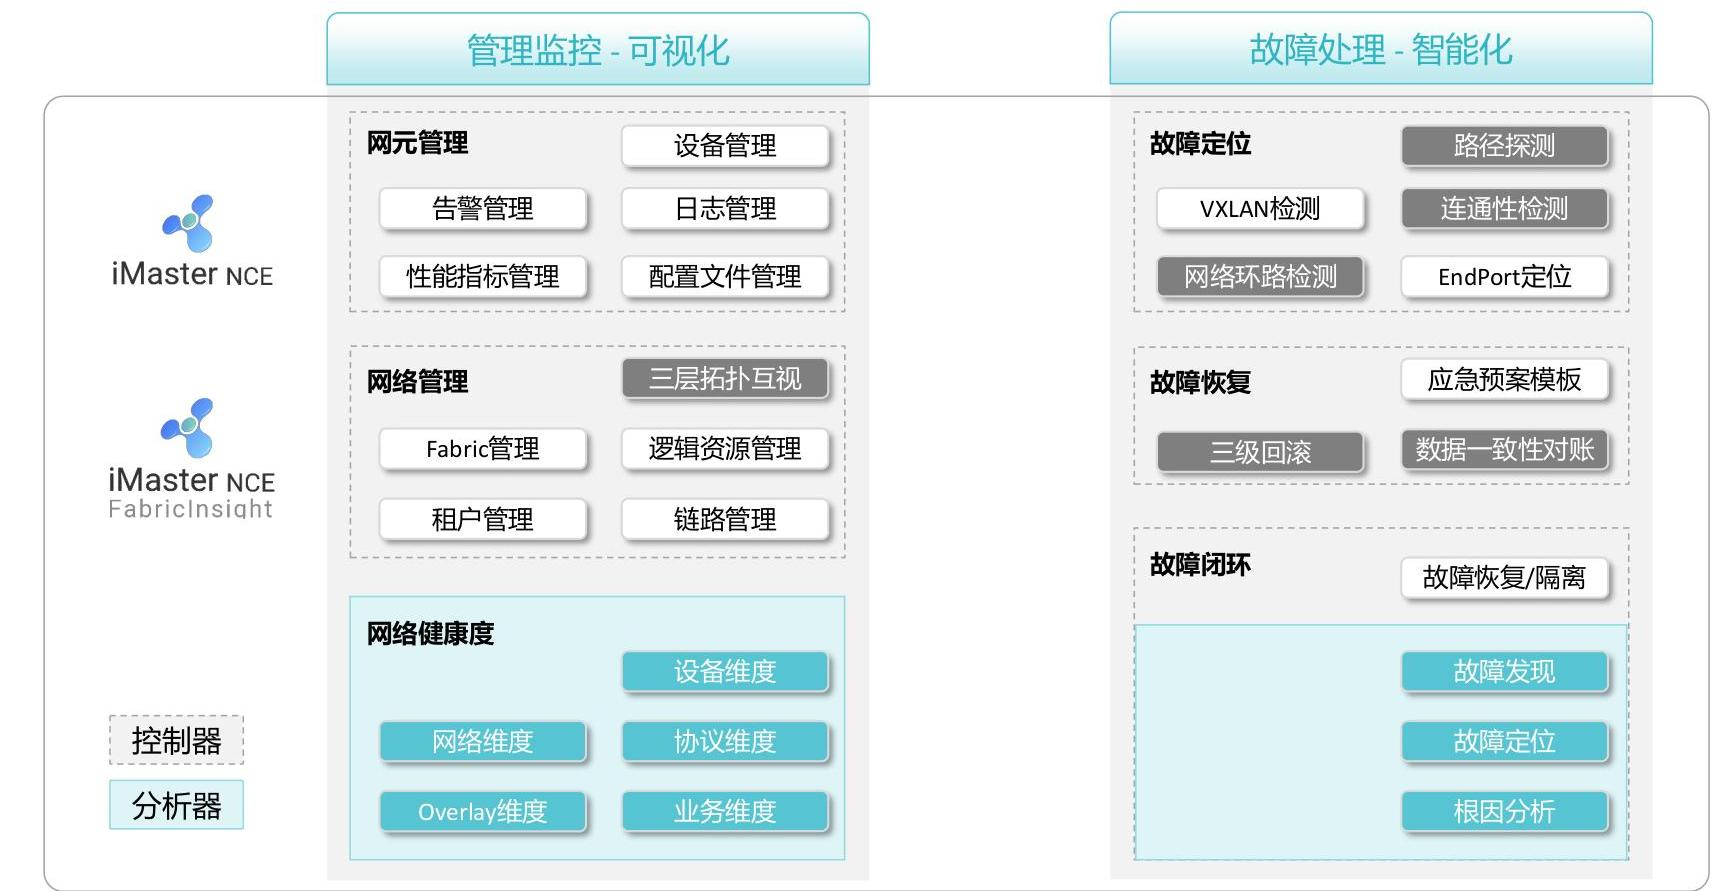 管理监控 - 可视化
故障处理 - 智能化
iMaster NCE
iMaster NCE
FabricInsight
控制器
分析器
网元管理
设备管理
告警管理
日志管理
性能指标管理
配置文件管理
网络管理
三层拓扑互视
Fabric管理
逻辑资源管理
租户管理
链路管理
网络健康度
设备维度
网络维度
协议维度
Overlay维度
业务维度
故障定位
路径探测
VXLAN检测
连通性检测
网络环路检测
EndPort定位
故障恢复
应急预案模板
三级回滚
数据一致性对账
故障闭环
故障恢复/隔离
故障发现
故障定位
根因分析